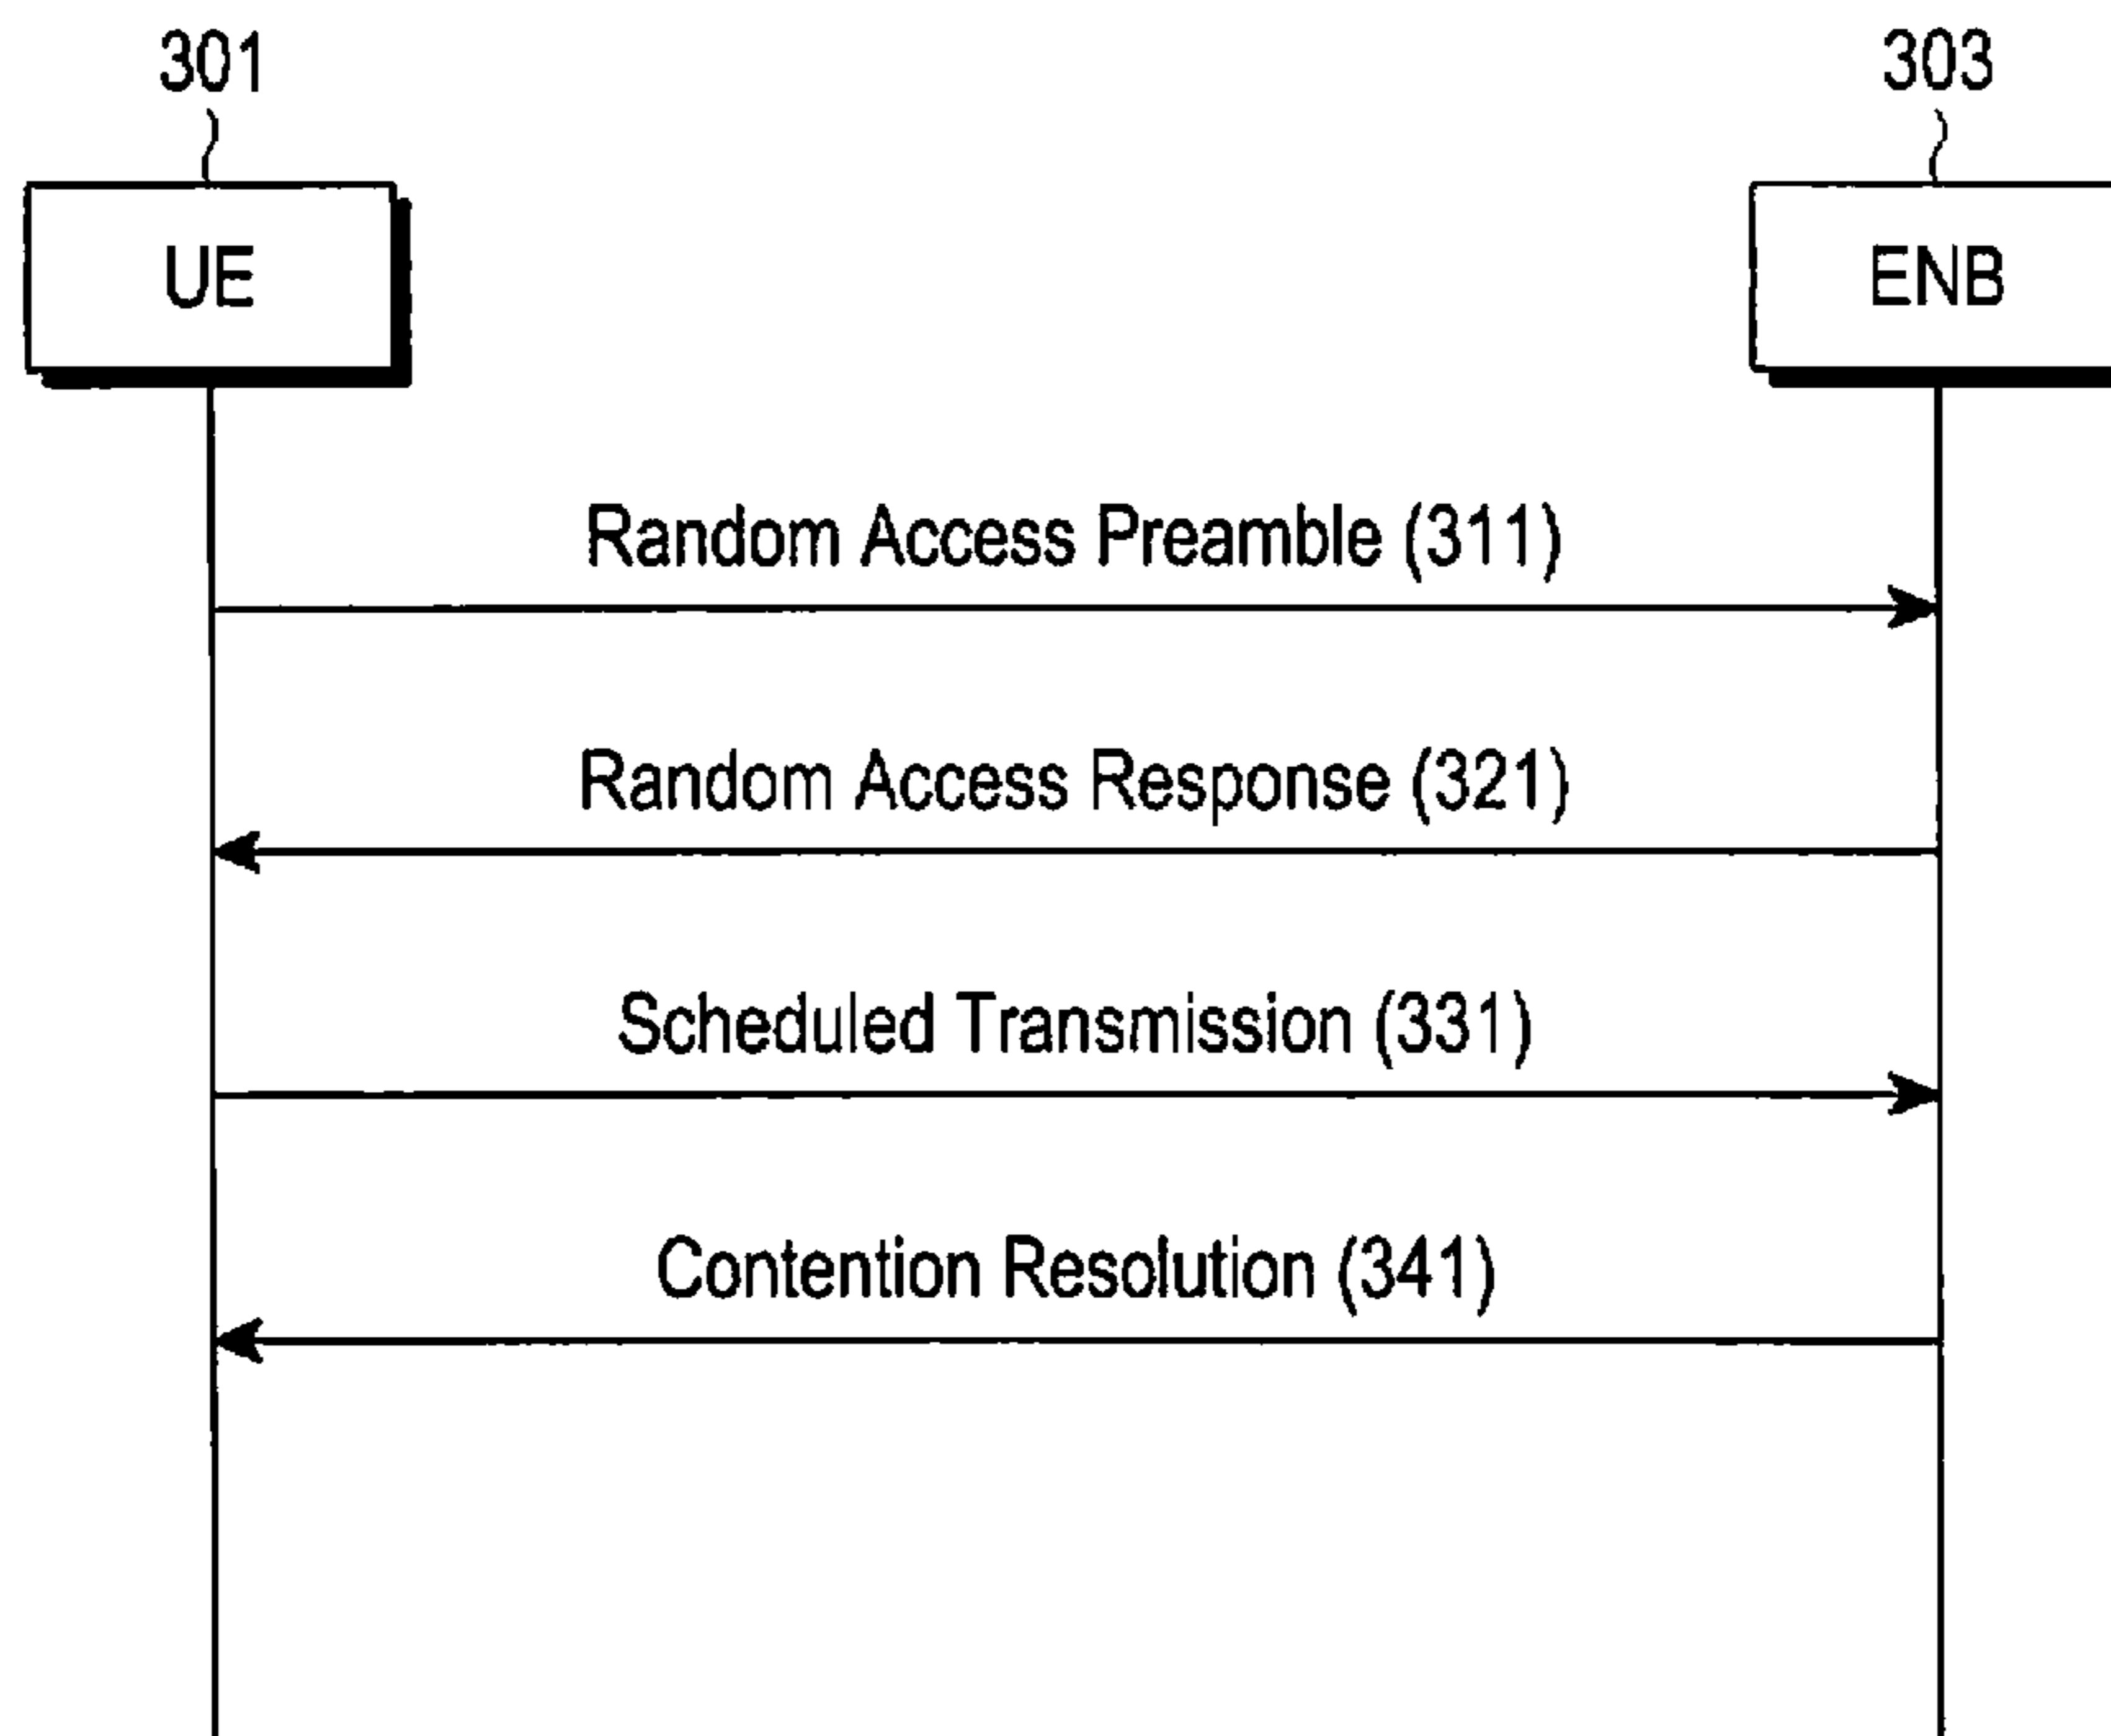 301
303
UE
ENB
Random Access Preamble (311)
Random Access Response (321)
Scheduled Transmission (331)
Contention Resolution (341)